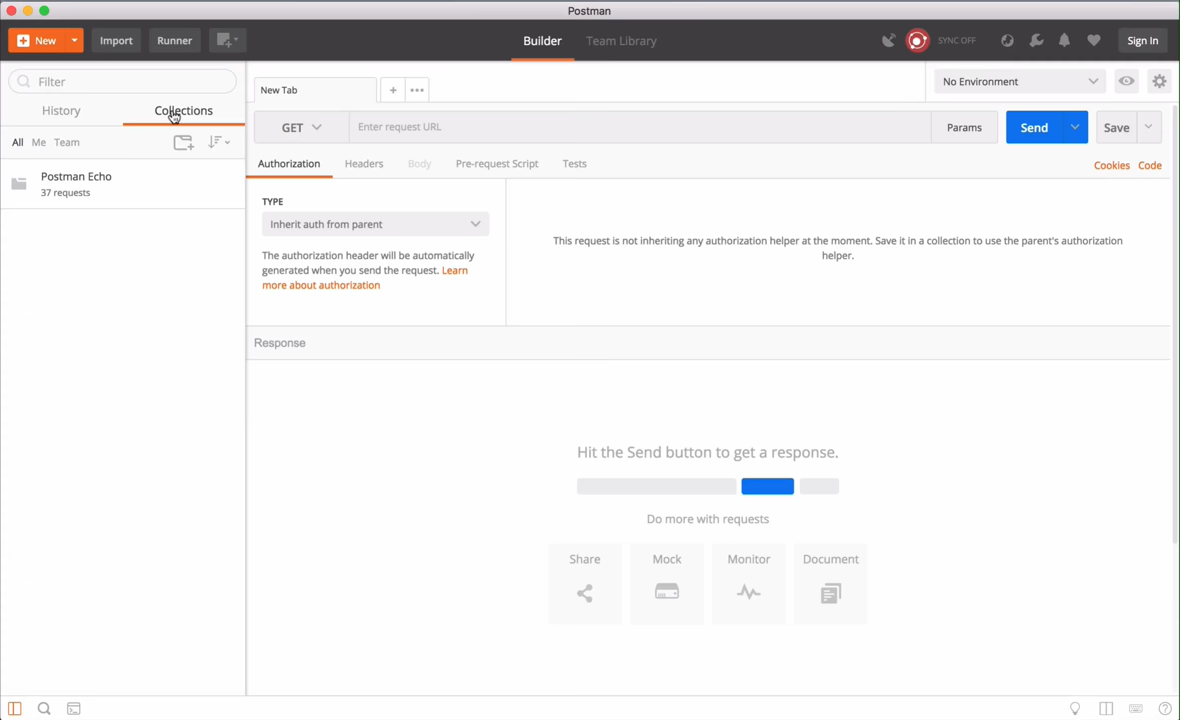 Postman
New
Import
Runner
Builder
Team Library
SYNC OFF
Sign In
Filter
History
Collections
All Me Team
Postman Echo
37 requests
New Tab
No Environment
GET
Enter request URL
Params
Send
Save
Authorization
Headers
Body
Pre-request Script
Tests
Cookies
Code
TYPE
Inherit auth from parent
The authorization header will be automatically
generated when you send the request. Learn
more about authorization
This request is not inheriting any authorization helper at the moment. Save it in a collection to use the parent's authorization
helper.
Response
Hit the Send button to get a response.
Do more with requests
Share
Mock
Monitor
Document